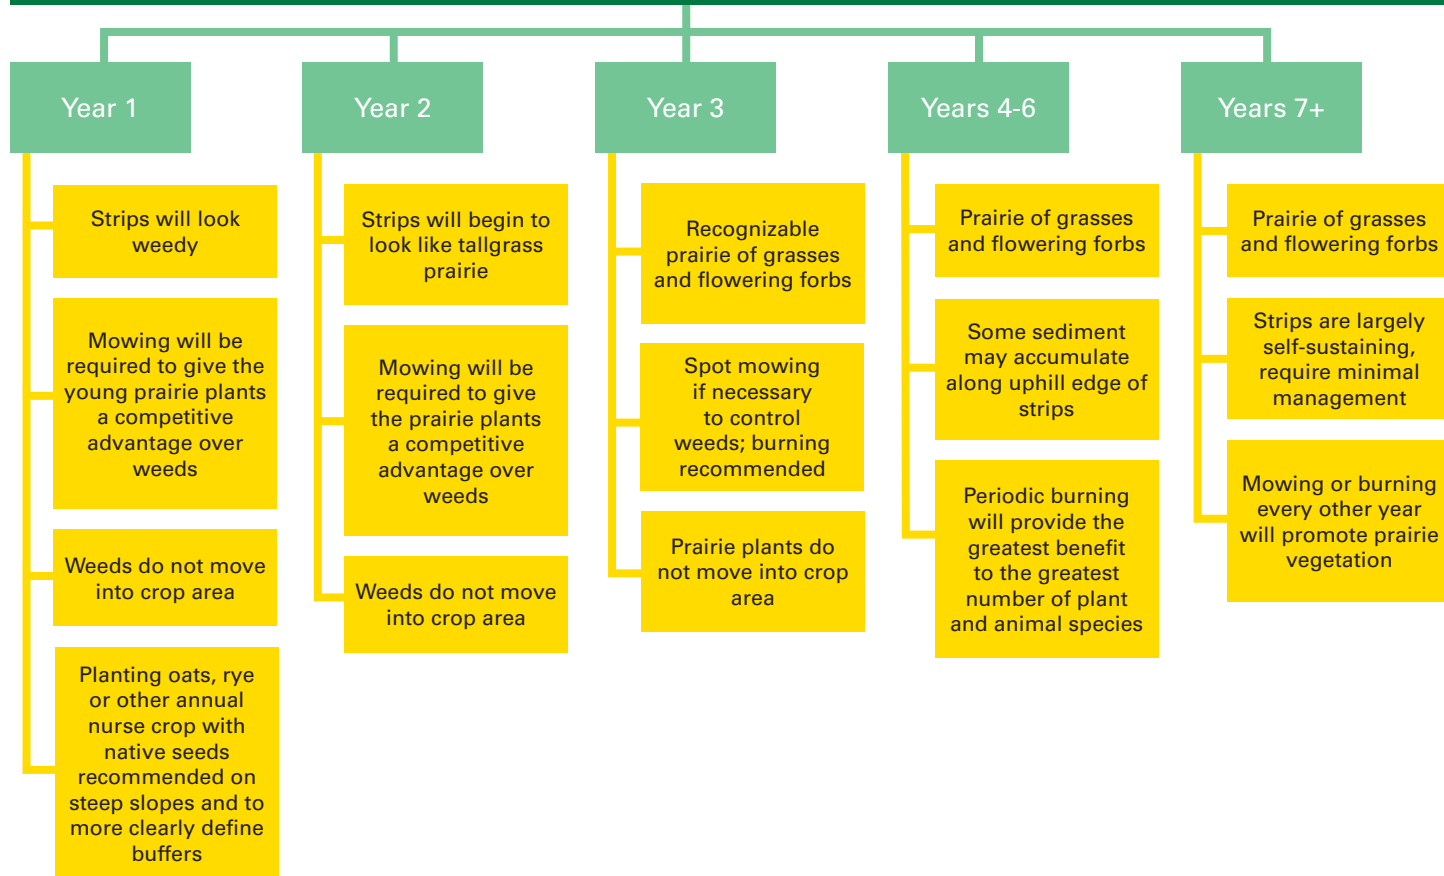 Year 1
Strips will look
weedy
Mowing will be
required to give the
young prairie plants
a competitive
advantage over
weeds
Weeds do not move
into crop area
Planting oats, rye
or other annual
nurse crop with
native seeds
recommended on
steep slopes and to
more clearly define
buffers
Year 2
Strips will begin to
look like tallgrass
prairie
Mowing will be
required to give
the prairie plants
a competitive
advantage over
weeds
Weeds do not move
into crop area
Year 3
Recognizable
prairie of grasses
and flowering forbs
Spot mowing
if necessary
to control
weeds; burning
recommended
Prairie plants do
not move into crop
area
Years 4-6
Prairie of grasses
and flowering forbs
Some sediment
may accumulate
along uphill edge of
strips
Periodic burning
will provide the
greatest benefit
to the greatest
number of plant
and animal species
Years 7+
Prairie of grasses
and flowering forbs
Strips are largely
self-sustaining,
require minimal
management
Mowing or burning
every other year
will promote prairie
vegetation